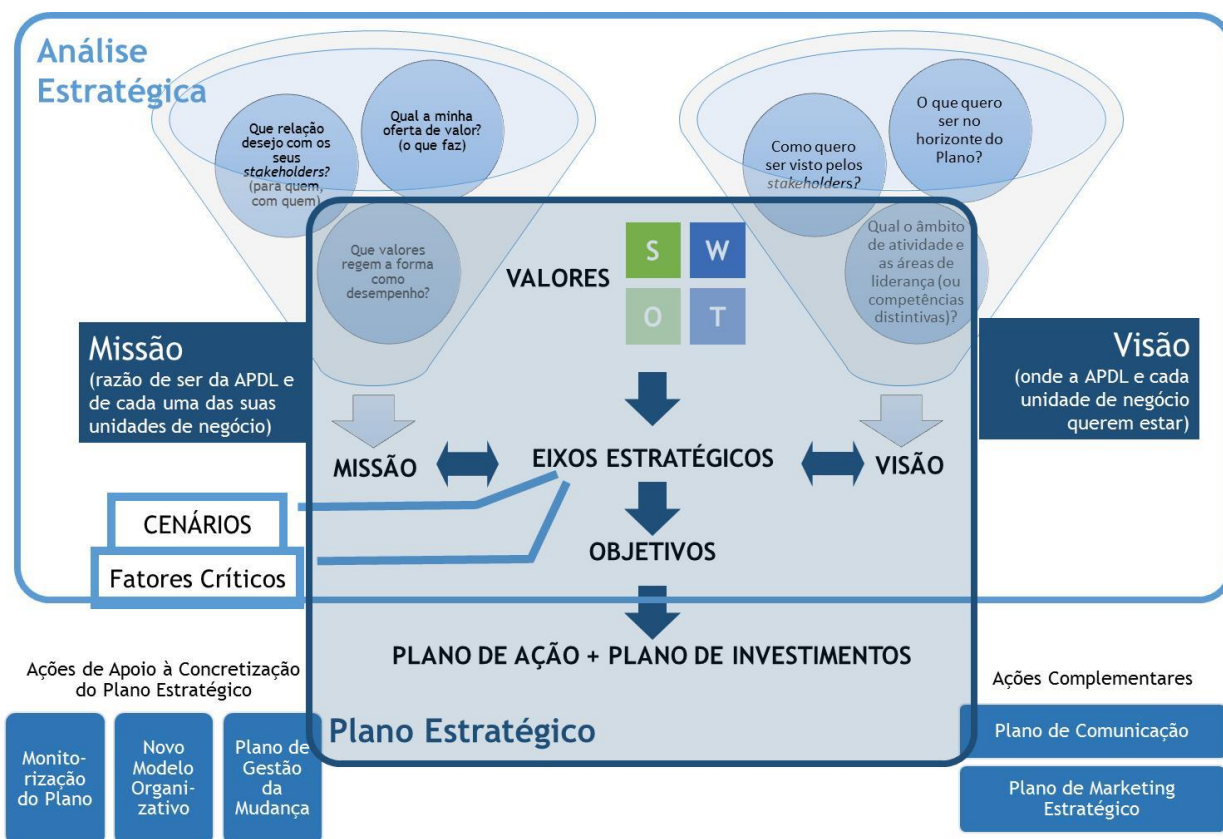 Análise
Estratégica
Que relação
desejo com os
seus
stakeholders?
(para quem,
com quem)
Qual a minha
oferta de valor?
(o que faz)
Que valores
regem a forma
como
desempenho?
Como quero
ser visto pelos
stakeholders?
O que quero
ser no
horizonte do
Plano?
Qual o âmbito
de atividade e
as áreas de
liderança (ou
competências
distintivas)?
VALORES
S W
O T
Missão
(razão de ser da APDL e
de cada uma das suas
unidades de negócio)
Visão
(onde a APDL e cada
unidade de negócio
querem estar)
MISSÃO
EIXOS ESTRATÉGICOS
VISÃO
CENÁRIOS
Fatores Críticos
OBJETIVOS
PLANO DE AÇÃO + PLANO DE INVESTIMENTOS
Plano Estratégico
Ações de Apoio à Concretização
do Plano Estratégico
Monito-
rização
do Plano
Novo
Modelo
Organi-
zativo
Plano de
Gestão
da
Mudança
Ações Complementares
Plano de Comunicação
Plano de Marketing
Estratégico